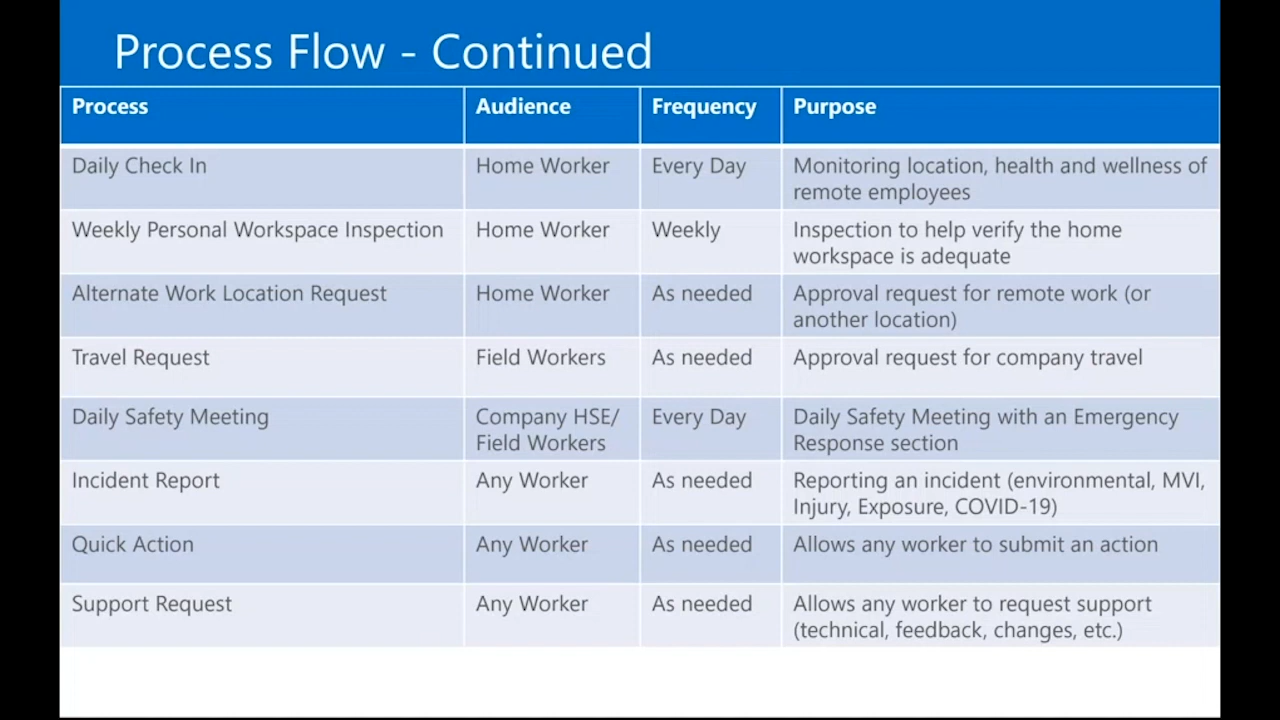 Process Flow - Continued
Process Audience Frequency Purpose
Daily Check In Home Worker Every Day Monitoring location, health and wellness of
remote employees
Weekly Personal Workspace Inspection Home Worker Weekly Inspection to help verify the home
workspace is adequate
Alternate Work Location Request Home Worker As needed Approval request for remote work (or
another location)
Travel Request Field Workers As needed Approval request for company travel
Daily Safety Meeting Company HSE/ Every Day Daily Safety Meeting with an Emergency
Field Workers Response section
Incident Report Any Worker As needed Reporting an incident (environmental, MVI,
Injury, Exposure, COVID-19)
Quick Action Any Worker As needed Allows any worker to submit an action
Support Request Any Worker As needed Allows any worker to request support
(technical, feedback, changes, etc.)